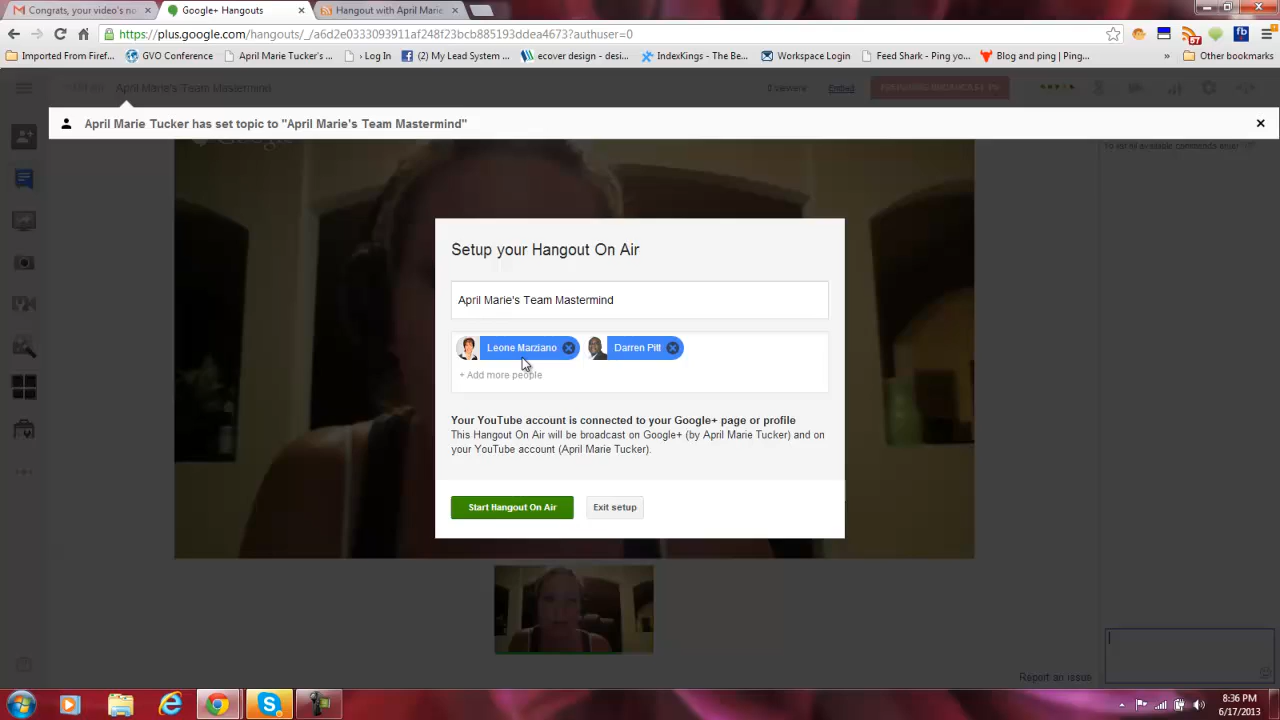 Congrats, your video's no
Google+ Hangouts
Hangout with April Marie
https://plus.google.com/hangouts/_/a6d2e0333093911af248f23bcb885193ddea4673?authuser=0
Imported From Firef...
GVO Conference
April Marie Tucker's ...
› Log In
(2) My Lead System ...
ecover design - desi...
IndexKings - The Be...
Workspace Login
Feed Shark - Ping yo...
Blog and ping | Ping...
»
Other bookmarks
57
fb
April Marie's Team Mastermind
0 viewers
Embed
April Marie Tucker has set topic to "April Marie's Team Mastermind"
Google
Setup your Hangout On Air
April Marie's Team Mastermind
Leone Marziano
Darren Pitt
+ Add more people
Your YouTube account is connected to your Google+ page or profile
This Hangout On Air will be broadcast on Google+ (by April Marie Tucker) and on
your YouTube account (April Marie Tucker).
Start Hangout On Air
Exit setup
Report an issue
8:36 PM
6/17/2013